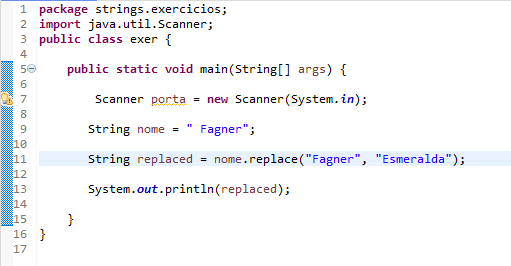 1 package strings.exercicios;
2 import java.util.Scanner;
3 public class exer {
4
5 public static void main(String[] args) {
6
7 Scanner porta = new Scanner(System.in);
8
9 String nome = " Fagner";
10
11 String replaced = nome.replace("Fagner", "Esmeralda");
12
13 System.out.println(replaced);
14
15 }
16 }
17